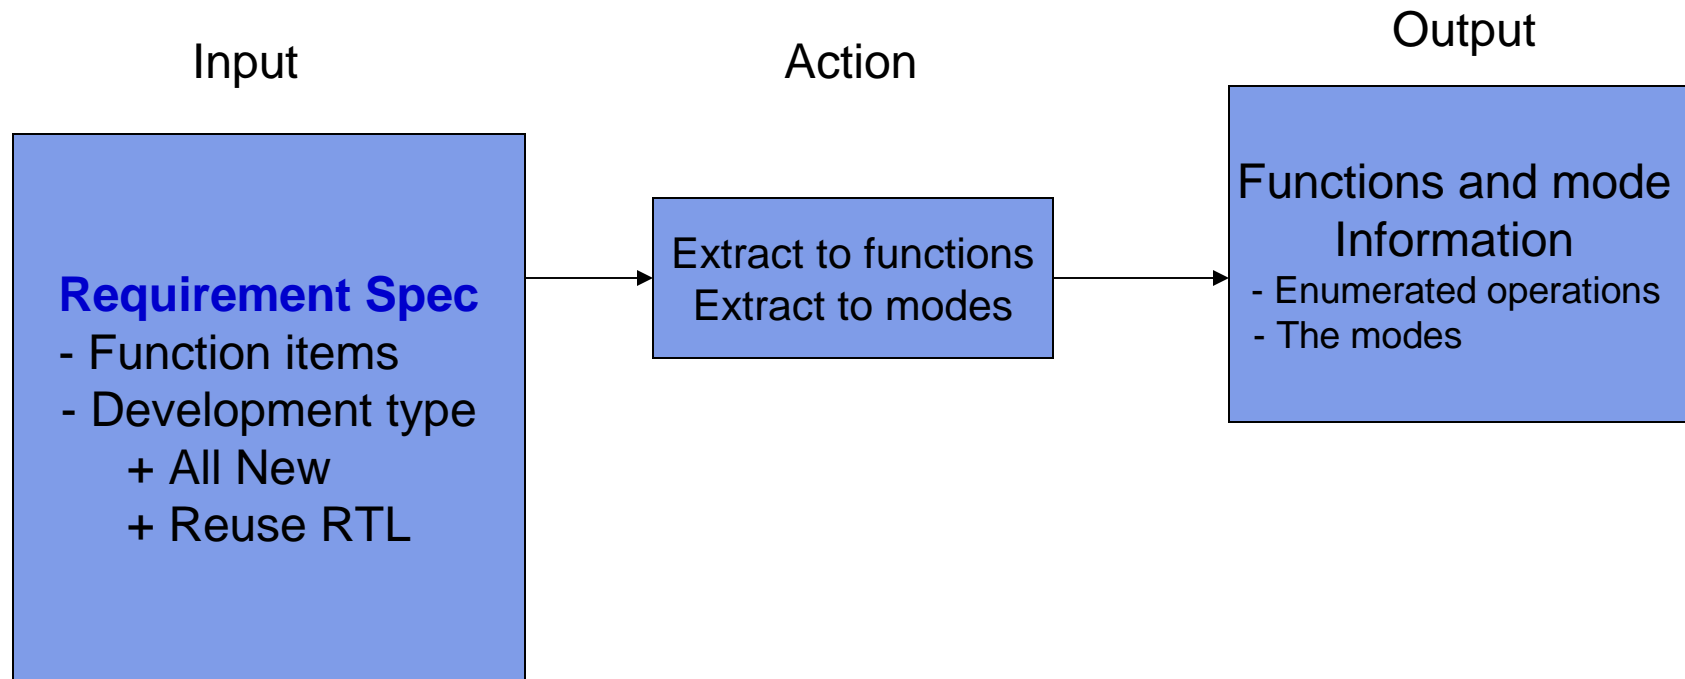 Input
Action
Output
Requirement Spec
- Function items
- Development type
+ All New
+ Reuse RTL
Extract to functions
Extract to modes
Functions and mode
Information
- Enumerated operations
- The modes